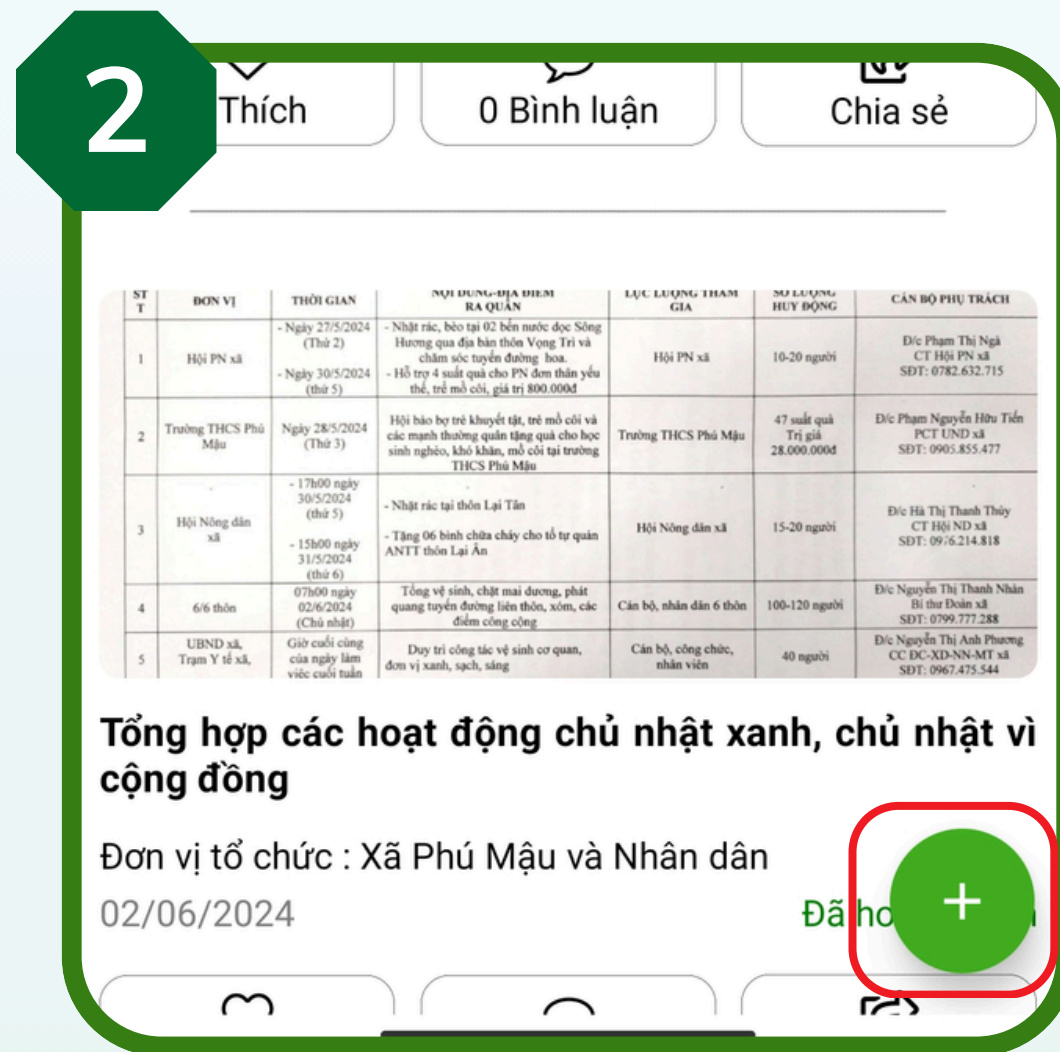 2
Thích
0 Bình luận
Chia sẻ
ST
T
ĐƠN VỊ
THỜI GIAN
NỘI DUNG-ĐỊA ĐIỂM
RA QUÂN
LỰC LƯỢNG THAM
GIA
SỐ LƯỢNG
HUY ĐỘNG
CÁN BỘ PHỤ TRÁCH
1
Hội PN xã
- Ngày 27/5/2024
(Thứ 2)
- Ngày 30/5/2024
(thứ 5)
- Nhặt rác, bèo tại 02 bến nước dọc Sông
Hương qua địa bàn thôn Vọng Trì và
chăm sóc tuyến đường hoa.
- Hỗ trợ 4 suất quà cho PN đơn thân yếu
thế, trẻ mồ côi, giá trị 800.000đ
Hội PN xã
10-20 người
Đ/c Phạm Thị Ngà
CT Hội PN xã
SĐT: 0782.632.715
2
Trường THCS Phú
Mậu
Ngày 28/5/2024
(Thứ 3)
Hội bảo bợ trẻ khuyết tật, trẻ mồ côi và
các mạnh thường quân tặng quà cho học
sinh nghèo, khó khăn, mồ côi tại trường
THCS Phú Mậu
Trường THCS Phú Mậu
47 suất quà
Trị giá
28.000.000đ
Đ/c Phạm Nguyễn Hữu Tiến
PCT UND xã
SĐT: 0905.855.477
3
Hội Nông dân
xã
- 17h00 ngày
30/5/2024
(thứ 5)
- 15h00 ngày
31/5/2024
(thứ 6)
- Nhặt rác tại thôn Lại Tân
- Tặng 06 bình chữa cháy cho tổ tự quản
ANTT thôn Lại Ân
Hội Nông dân xã
15-20 người
Đ/c Hà Thị Thanh Thủy
CT Hội ND xã
SĐT: 0976.214.818
4
6/6 thôn
07h00 ngày
02/6/2024
(Chủ nhật)
Tổng vệ sinh, chặt mai dương, phát
quang tuyến đường liên thôn, xóm, các
điểm công cộng
Cán bộ, nhân dân 6 thôn
100-120 người
Đ/c Nguyễn Thị Thanh Nhàn
Bí thư Đoàn xã
SĐT: 0799.777.288
5
UBND xã,
Trạm Y tế xã,
Giờ cuối cùng
của ngày làm
việc cuối tuần
Duy trì công tác vệ sinh cơ quan,
đơn vị xanh, sạch, sáng
Cán bộ, công chức,
nhân viên
40 người
Đ/c Nguyễn Thị Anh Phương
CC ĐC-XD-NN-MT xã
SĐT: 0967.475.544
Tổng hợp các hoạt động chủ nhật xanh, chủ nhật vì
cộng đồng
Đơn vị tổ chức : Xã Phú Mậu và Nhân dân
02/06/2024
Đã
+